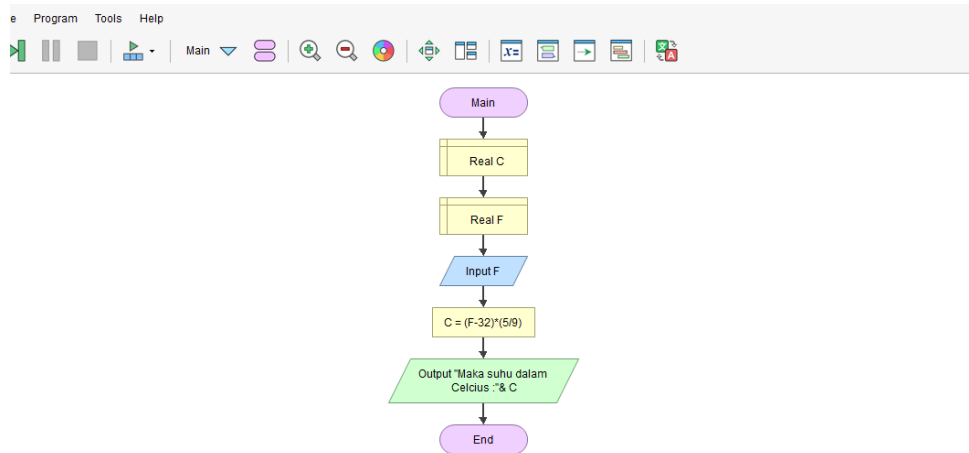 e Program Tools Help
Main
Main
Real C
Real F
Input F
C = (F-32)*(5/9)
Output "Maka suhu dalam
Celcius :"& C
End